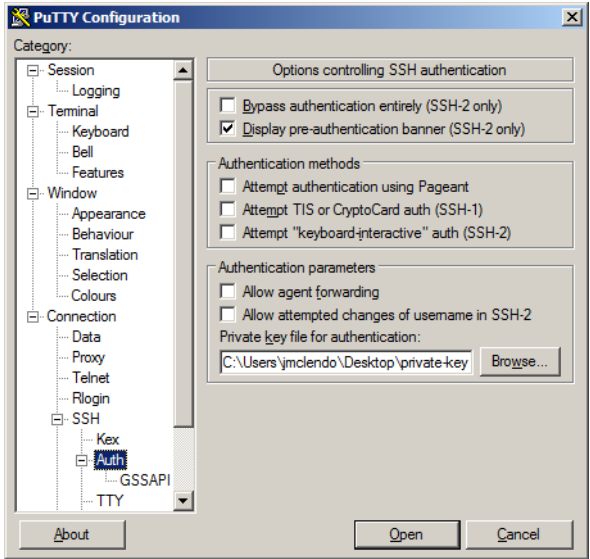 PuTTY Configuration
Category:
Session
Logging
Terminal
Keyboard
Bell
Features
Window
Appearance
Behaviour
Translation
Selection
Colours
Connection
Data
Proxy
Telnet
Rlogin
SSH
Kex
Auth
GSSAPI
TTY
Options controlling SSH authentication
Bypass authentication entirely (SSH-2 only)
Display pre-authentication banner (SSH-2 only)
Authentication methods
Attempt authentication using Pageant
Attempt TIS or CryptoCard auth (SSH-1)
Attempt "keyboard-interactive" auth (SSH-2)
Authentication parameters
Allow agent forwarding
Allow attempted changes of username in SSH-2
Private key file for authentication:
C:\Users\jmclendo\Desktop\private-key
Browse...
About
Open
Cancel